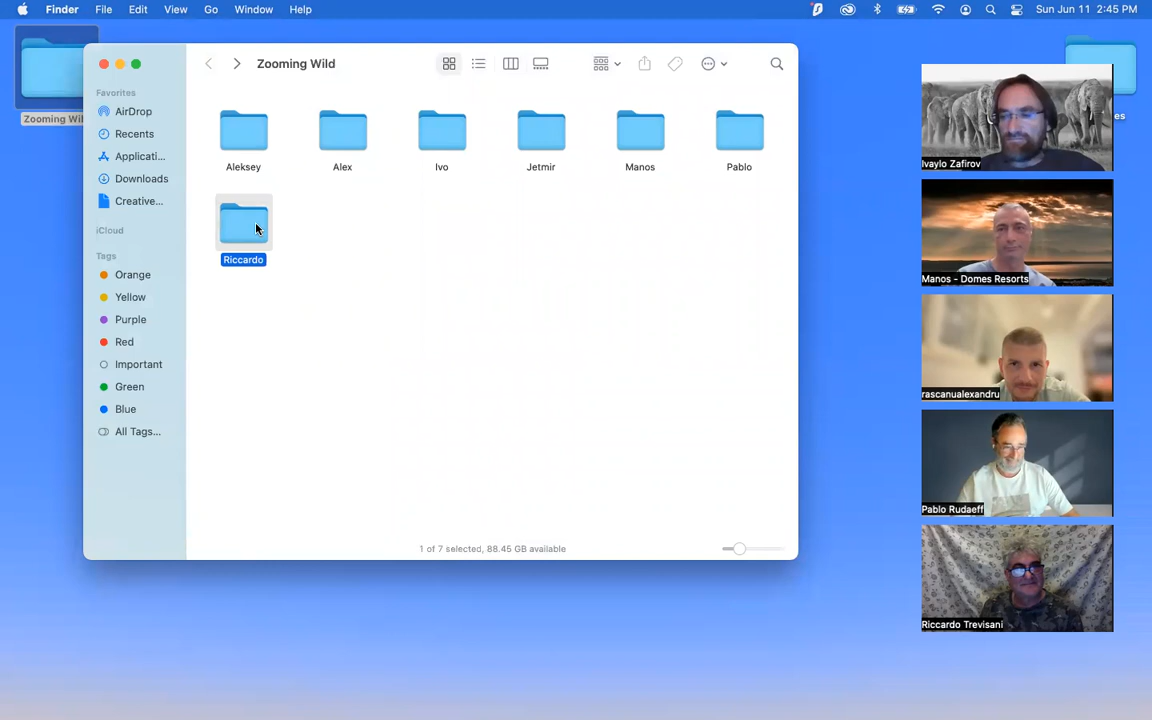 Finder File Edit View Go Window Help Sun Jun 11 2:45 PM
Zooming Wild
Favorites
AirDrop
Recents
Applicati...
Downloads
Creative...
iCloud
Tags
Orange
Yellow
Purple
Red
Important
Green
Blue
All Tags...
Aleksey Alex Ivo Jetmir Manos Pablo
Riccardo
1 of 7 selected, 88.45 GB available
Zooming Wil
es
Ivaylo Zafirov
Manos - Domes Resorts
rascanualexandru
Pablo Rudaeff
Riccardo Trevisani